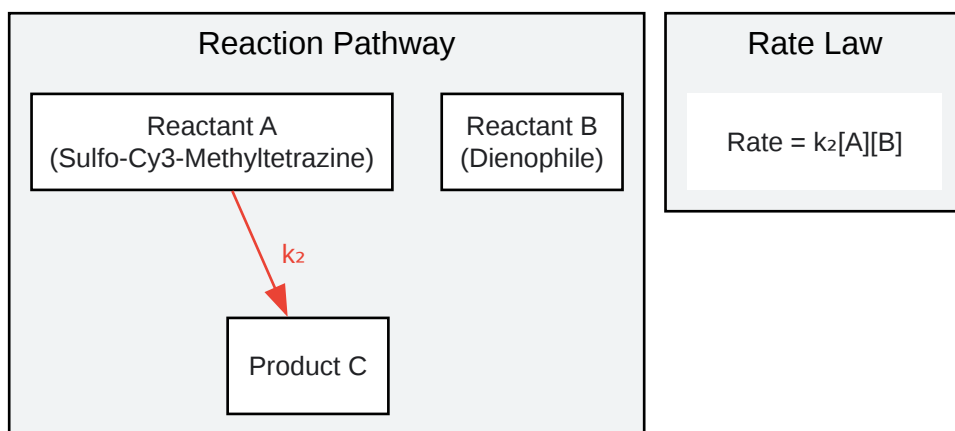 Reaction Pathway
Reactant A
(Sulfo-Cy3-Methyltetrazine)
Reactant B
(Dienophile)
k₂
Product C
Rate Law
Rate = k₂[A][B]